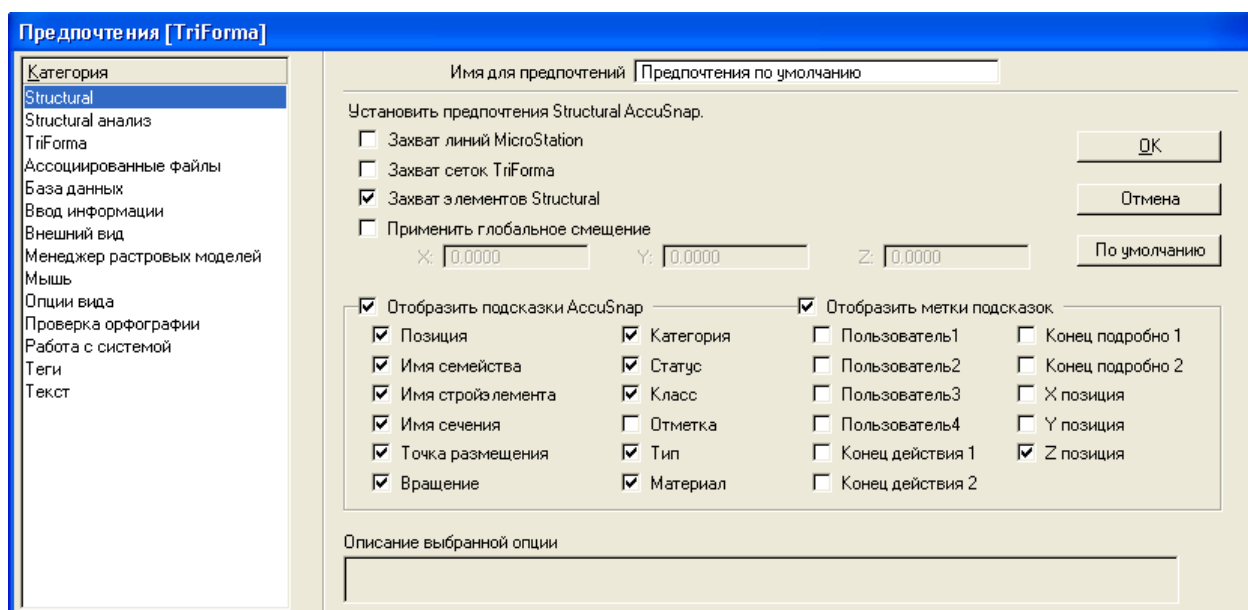 Предпочтения [TriForma]
Категория
Structural
Structural анализ
TriForma
Ассоциированные файлы
База данных
Ввод информации
Внешний вид
Менеджер растровых моделей
Мышь
Опции вида
Проверка орфографии
Работа с системой
Теги
Текст
Имя для предпочтений Предпочтения по умолчанию
Установить предпочтения Structural AccuSnap.
Захват линий MicroStation
Захват сеток TriForma
Захват элементов Structural
Применить глобальное смещение
X: 0.0000 Y: 0.0000 Z: 0.0000
OK
Отмена
По умолчанию
Отобразить подсказки AccuSnap Отобразить метки подсказок
Позиция Категория Пользователь1 Конец подробно 1
Имя семейства Статус Пользователь2 Конец подробно 2
Имя стройэлемента Класс Пользователь3 X позиция
Имя сечения Отметка Пользователь4 Y позиция
Точка размещения Тип Конец действия 1 Z позиция
Вращение Материал Конец действия 2
Описание выбранной опции